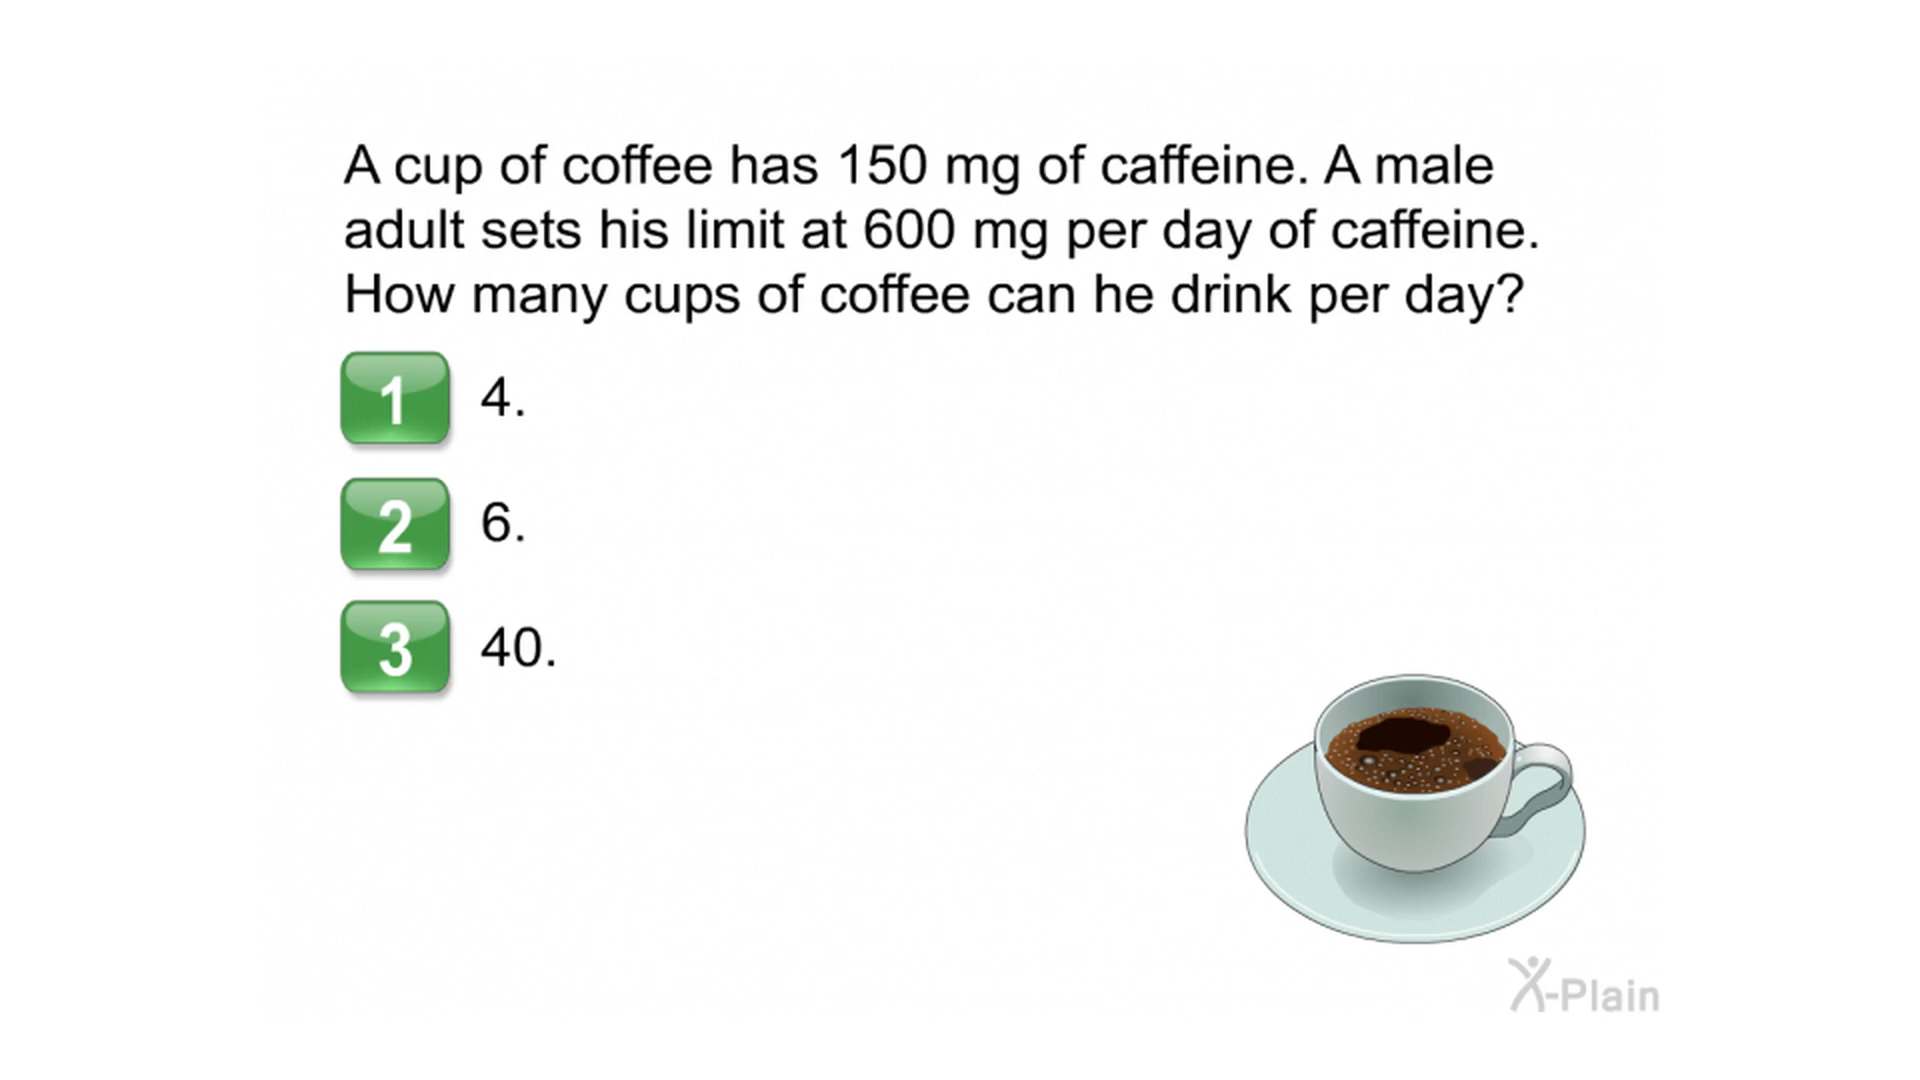 A cup of coffee has 150 mg of caffeine. A male
adult sets his limit at 600 mg per day of caffeine.
How many cups of coffee can he drink per day?
1 4.
2 6.
3 40.
X-Plain